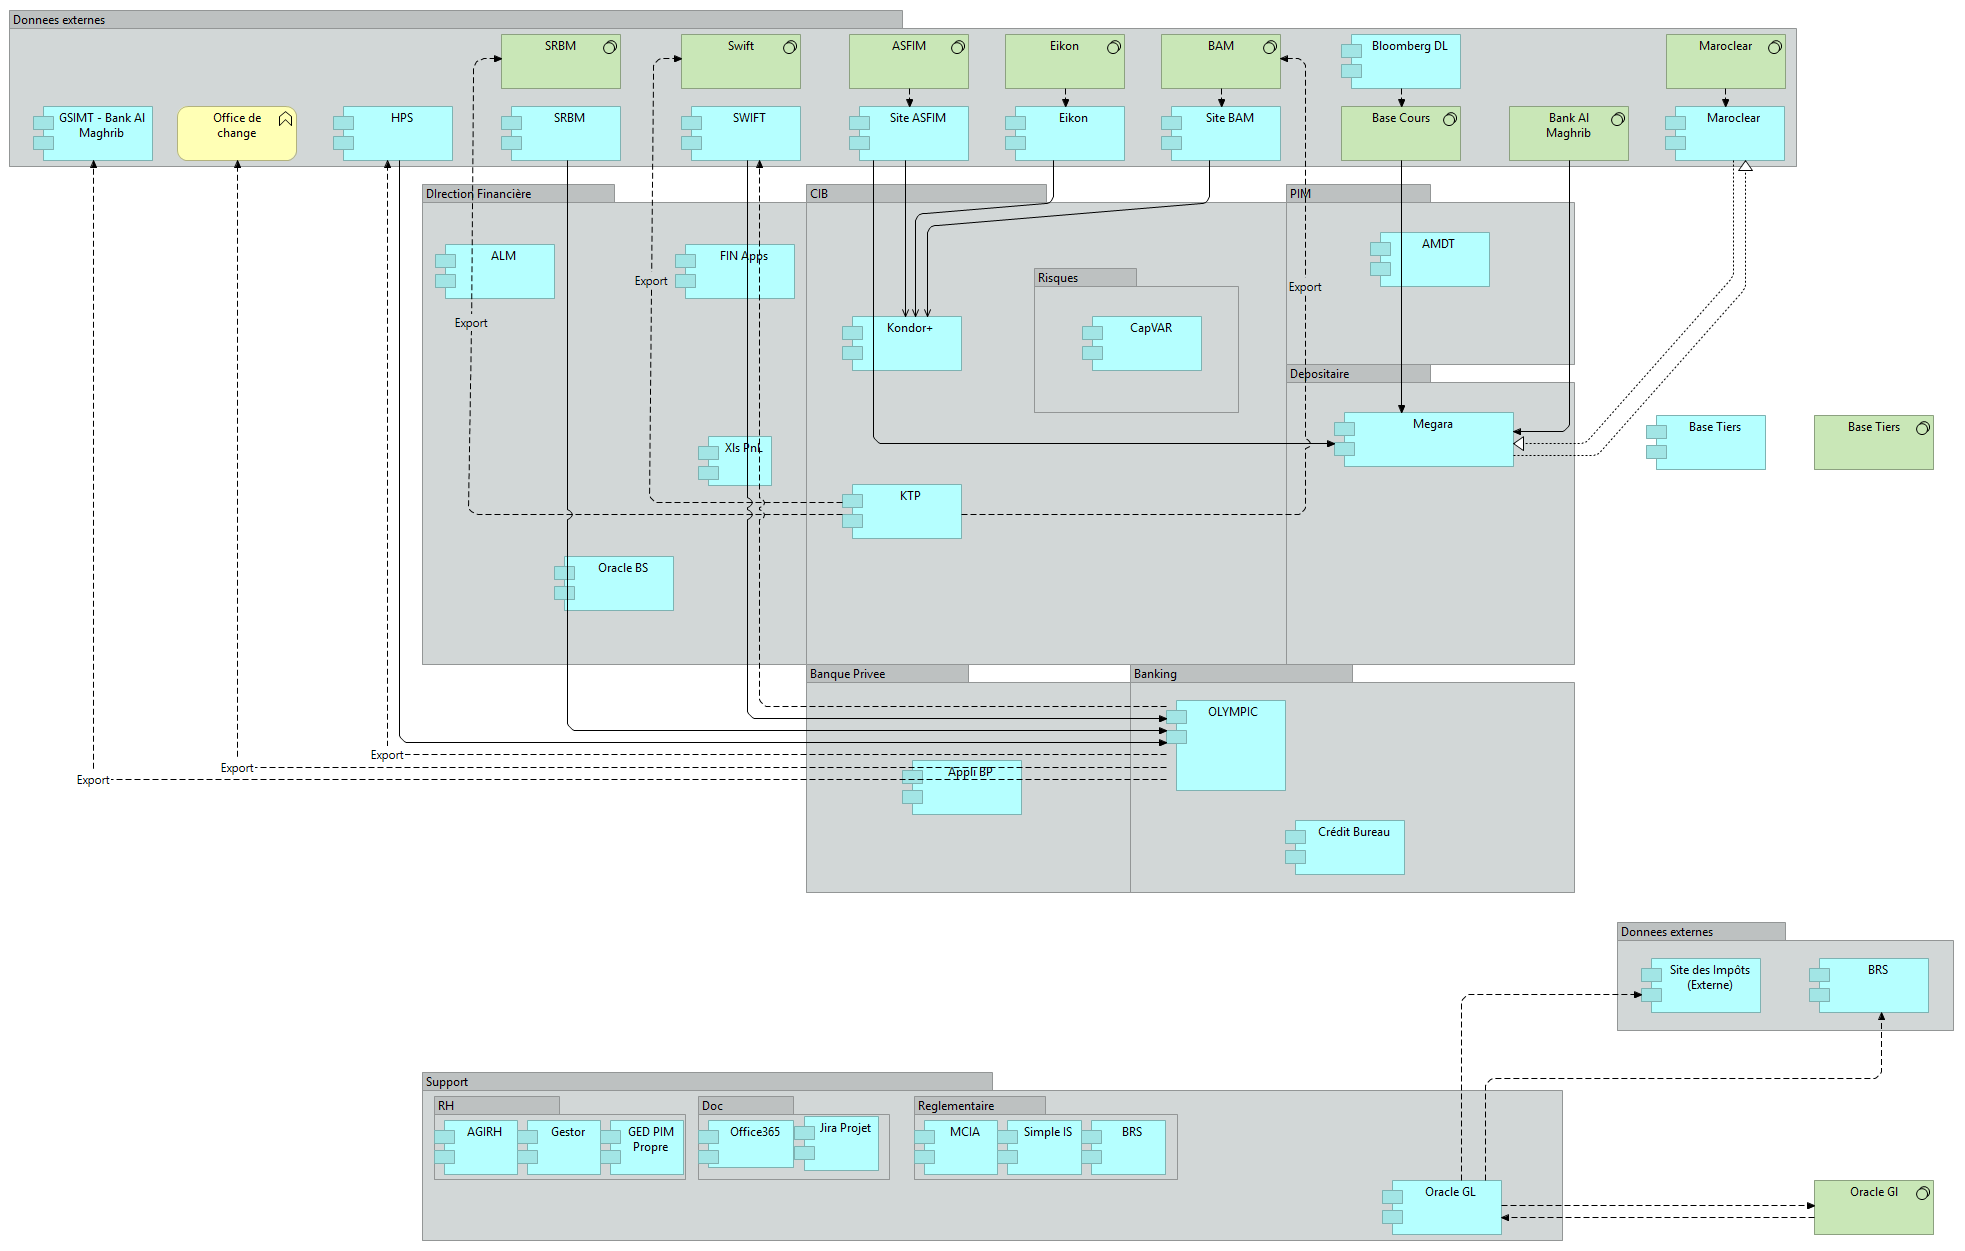 Donnees externes
SRBM
Swift
ASFIM
Eikon
BAM
Bloomberg DL
Maroclear
GSIMT - Bank Al
Maghrib
Office de
change
HPS
SRBM
SWIFT
Site ASFIM
Eikon
Site BAM
Base Cours
Bank Al
Maghrib
Maroclear
DIrection Financière
CIB
PIM
ALM
FIN Apps
AMDT
Export
Risques
Export
Export
Kondor+
CapVAR
Depositaire
Megara
Base Tiers
Base Tiers
Xls PnL
KTP
Oracle BS
Banque Privee
Banking
OLYMPIC
Export
Export
Export
Appli BP
Crédit Bureau
Donnees externes
Site des Impôts
(Externe)
BRS
Support
RH
Doc
Reglementaire
AGIRH
Gestor
GED PIM
Propre
Office365
Jira Projet
MCIA
Simple IS
BRS
Oracle GL
Oracle Gl